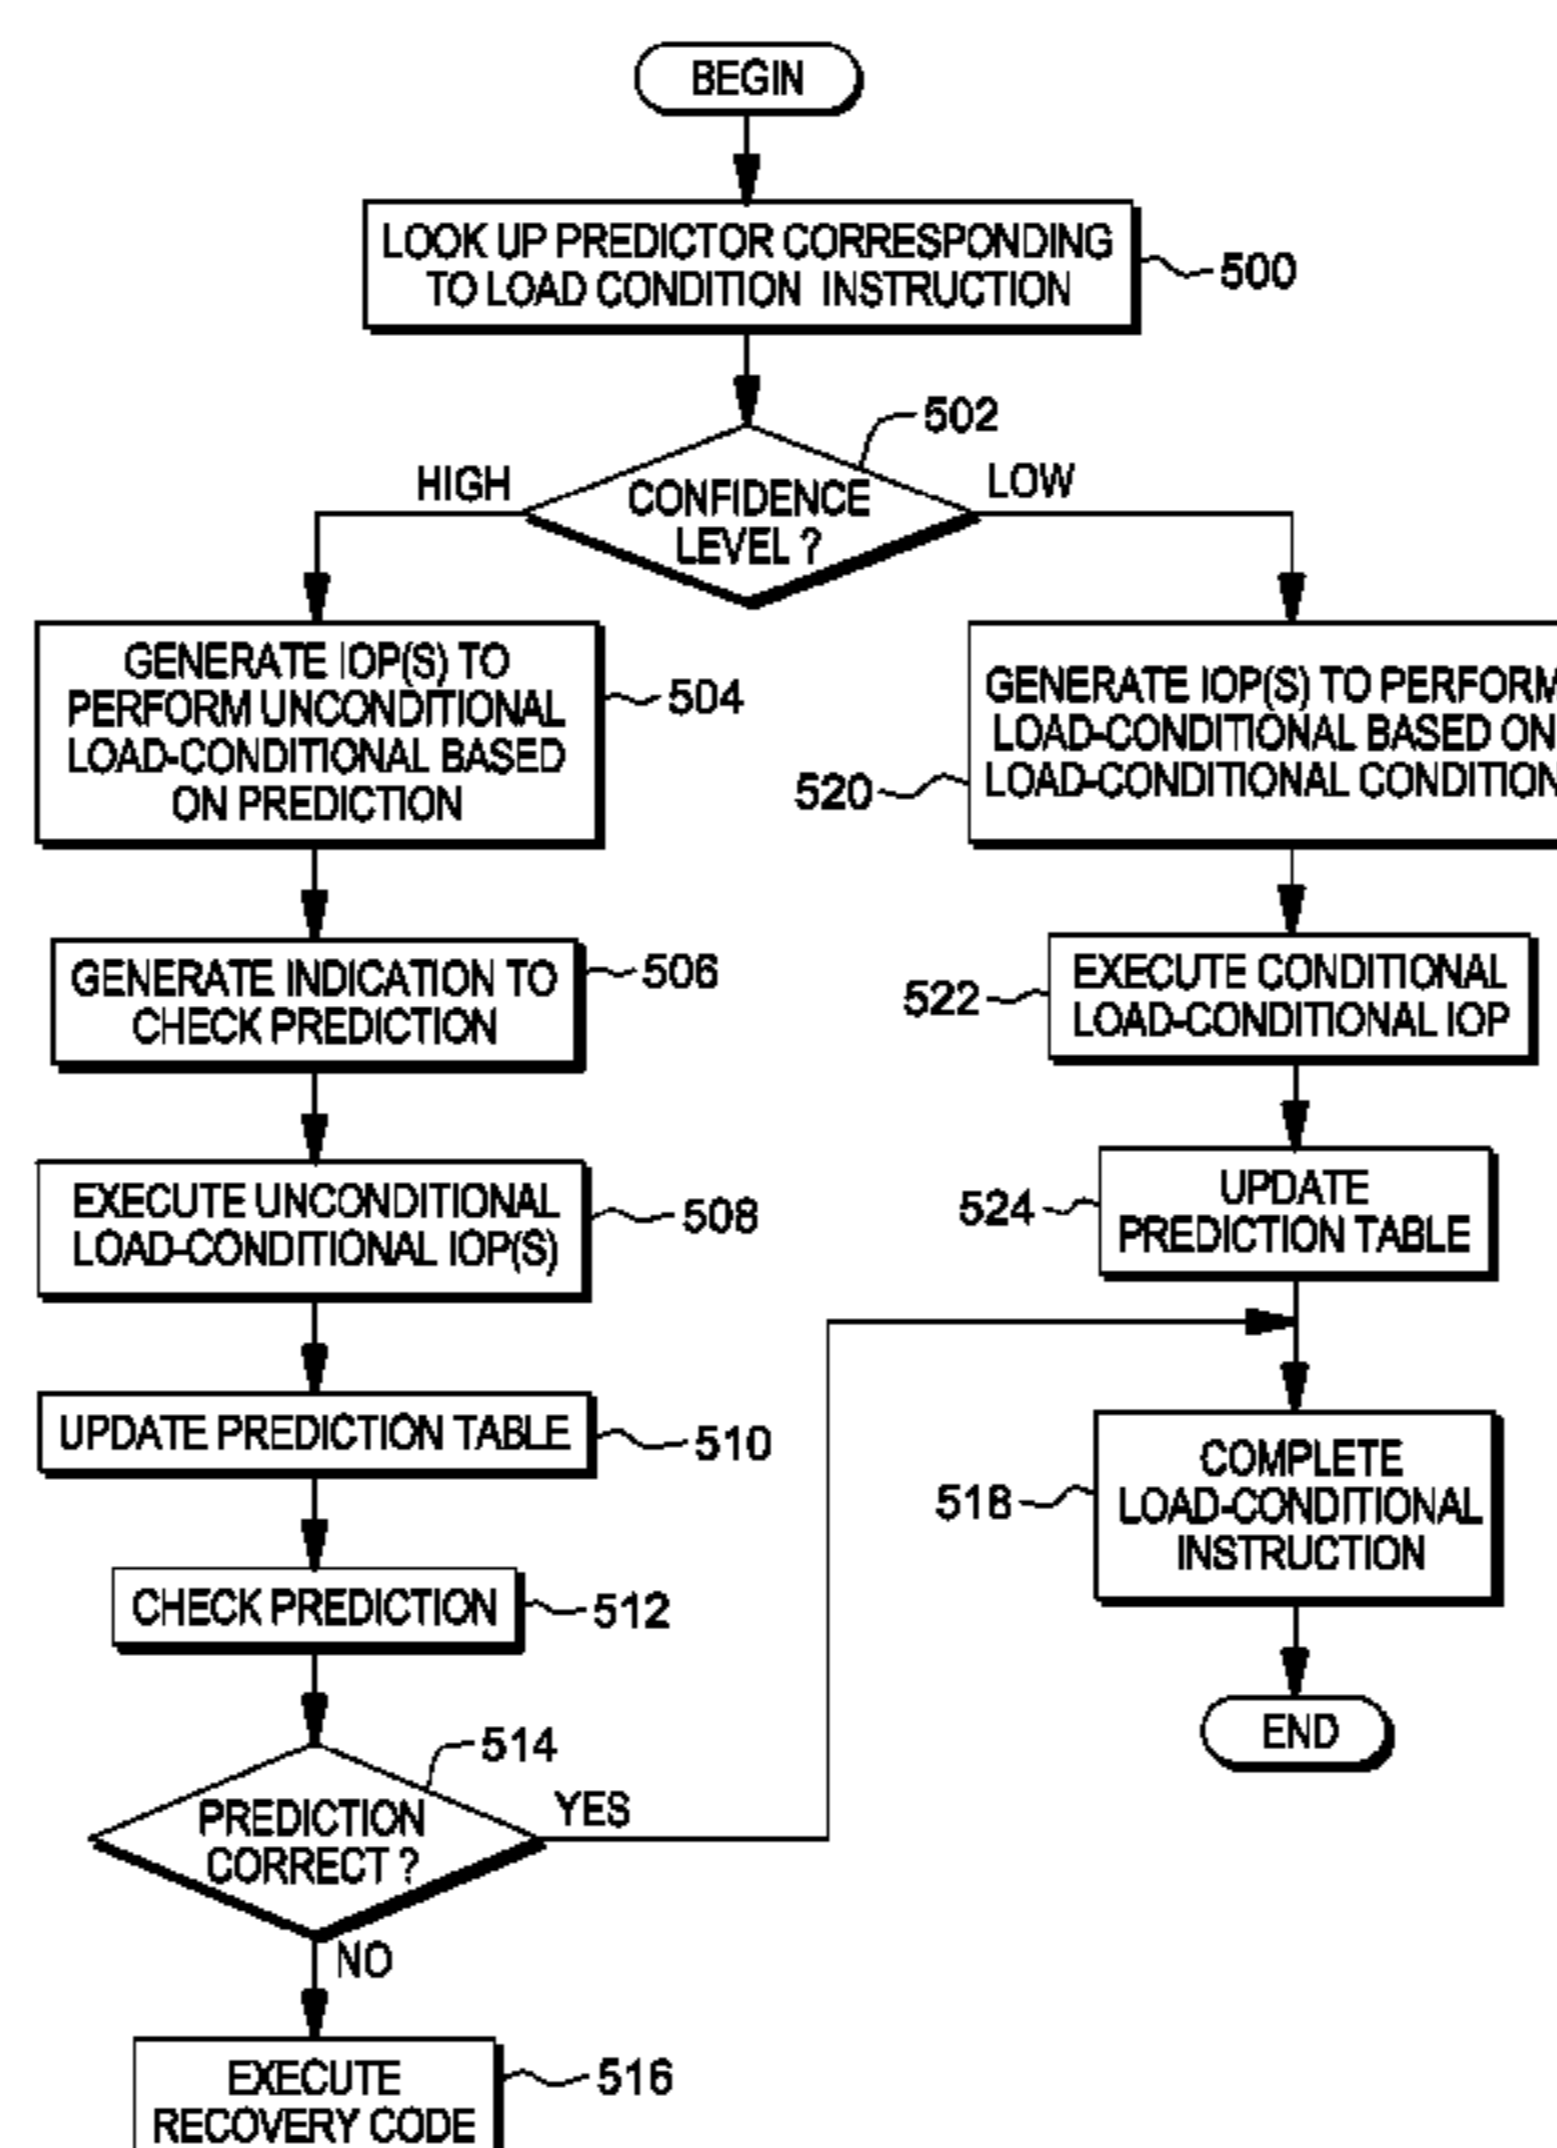 BEGIN
LOOK UP PREDICTOR CORRESPONDING
TO LOAD CONDITION INSTRUCTION
500
502
HIGH
CONFIDENCE
LEVEL ?
LOW
GENERATE IOP(S) TO
PERFORM UNCONDITIONAL
LOAD-CONDITIONAL BASED
ON PREDICTION
504
GENERATE INDICATION TO
CHECK PREDICTION
506
EXECUTE UNCONDITIONAL
LOAD-CONDITIONAL IOP(S)
508
UPDATE PREDICTION TABLE
510
CHECK PREDICTION
512
514
PREDICTION
CORRECT ?
YES
NO
EXECUTE
RECOVERY CODE
516
GENERATE IOP(S) TO PERFORM
LOAD-CONDITIONAL BASED ON
LOAD-CONDITIONAL CONDITION
520
EXECUTE CONDITIONAL
LOAD-CONDITIONAL IOP
522
UPDATE
PREDICTION TABLE
524
COMPLETE
LOAD-CONDITIONAL
INSTRUCTION
518
END